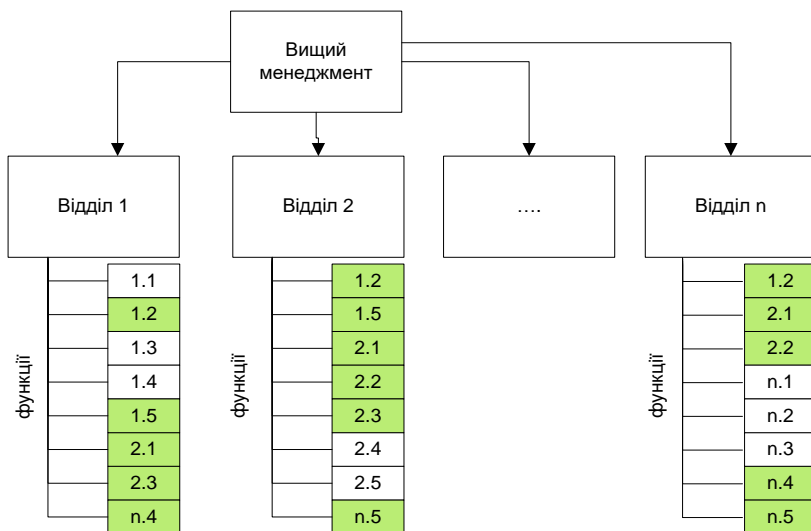 Вищий
менеджмент
Відділ 1
Відділ 2
....
Відділ n
функції
1.1
1.2
1.3
1.4
1.5
2.1
2.3
n.4
функції
1.2
1.5
2.1
2.2
2.3
2.4
2.5
n.5
функції
1.2
2.1
2.2
n.1
n.2
n.3
n.4
n.5